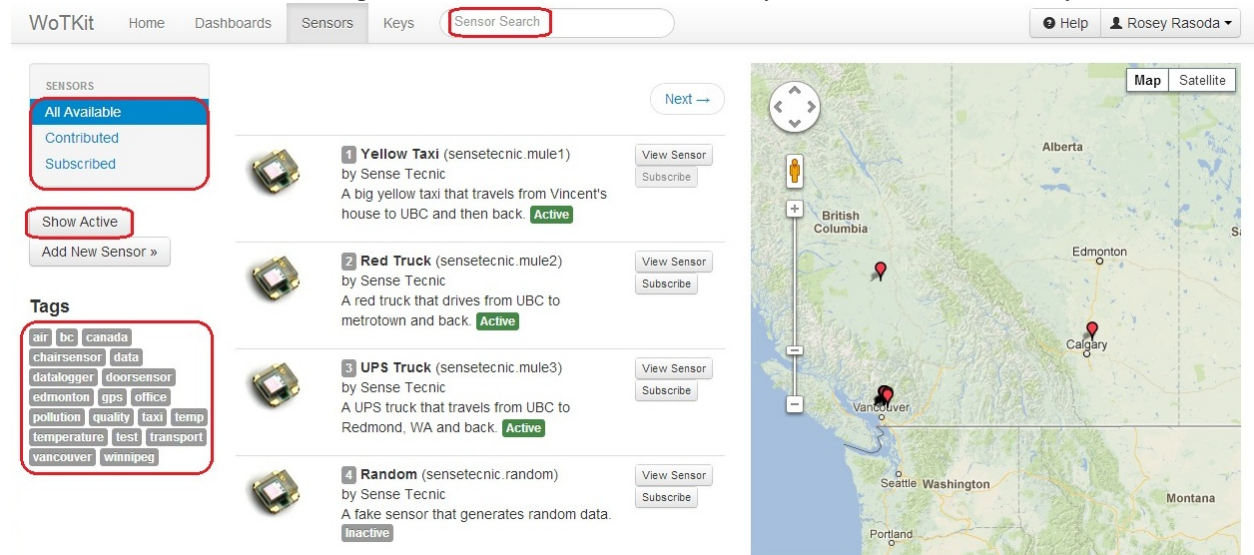 WoTKit Home Dashboards Sensors Keys Sensor Search Help Rosey Rasoda
SENSORS
All Available
Contributed
Subscribed
Show Active
Add New Sensor »
Tags
air bc canada
chairsensor data
datalogger doorsensor
edmonton gps office
pollution quality taxi temp
temperature test transport
vancouver winnipeg
Next →
1 Yellow Taxi (sensetecnic.mule1)
by Sense Tecnic
A big yellow taxi that travels from Vincent's
house to UBC and then back. Active
View Sensor
Subscribe
2 Red Truck (sensetecnic.mule2)
by Sense Tecnic
A red truck that drives from UBC to
metrotown and back. Active
View Sensor
Subscribe
3 UPS Truck (sensetecnic.mule3)
by Sense Tecnic
A UPS truck that travels from UBC to
Redmond, WA and back. Active
View Sensor
Subscribe
4 Random (sensetecnic.random)
by Sense Tecnic
A fake sensor that generates random data.
Inactive
View Sensor
Subscribe
Map Satellite
Alberta
British
Columbia
Edmonton
Calgary
Vancouver
Seattle Washington
Montana
Portland